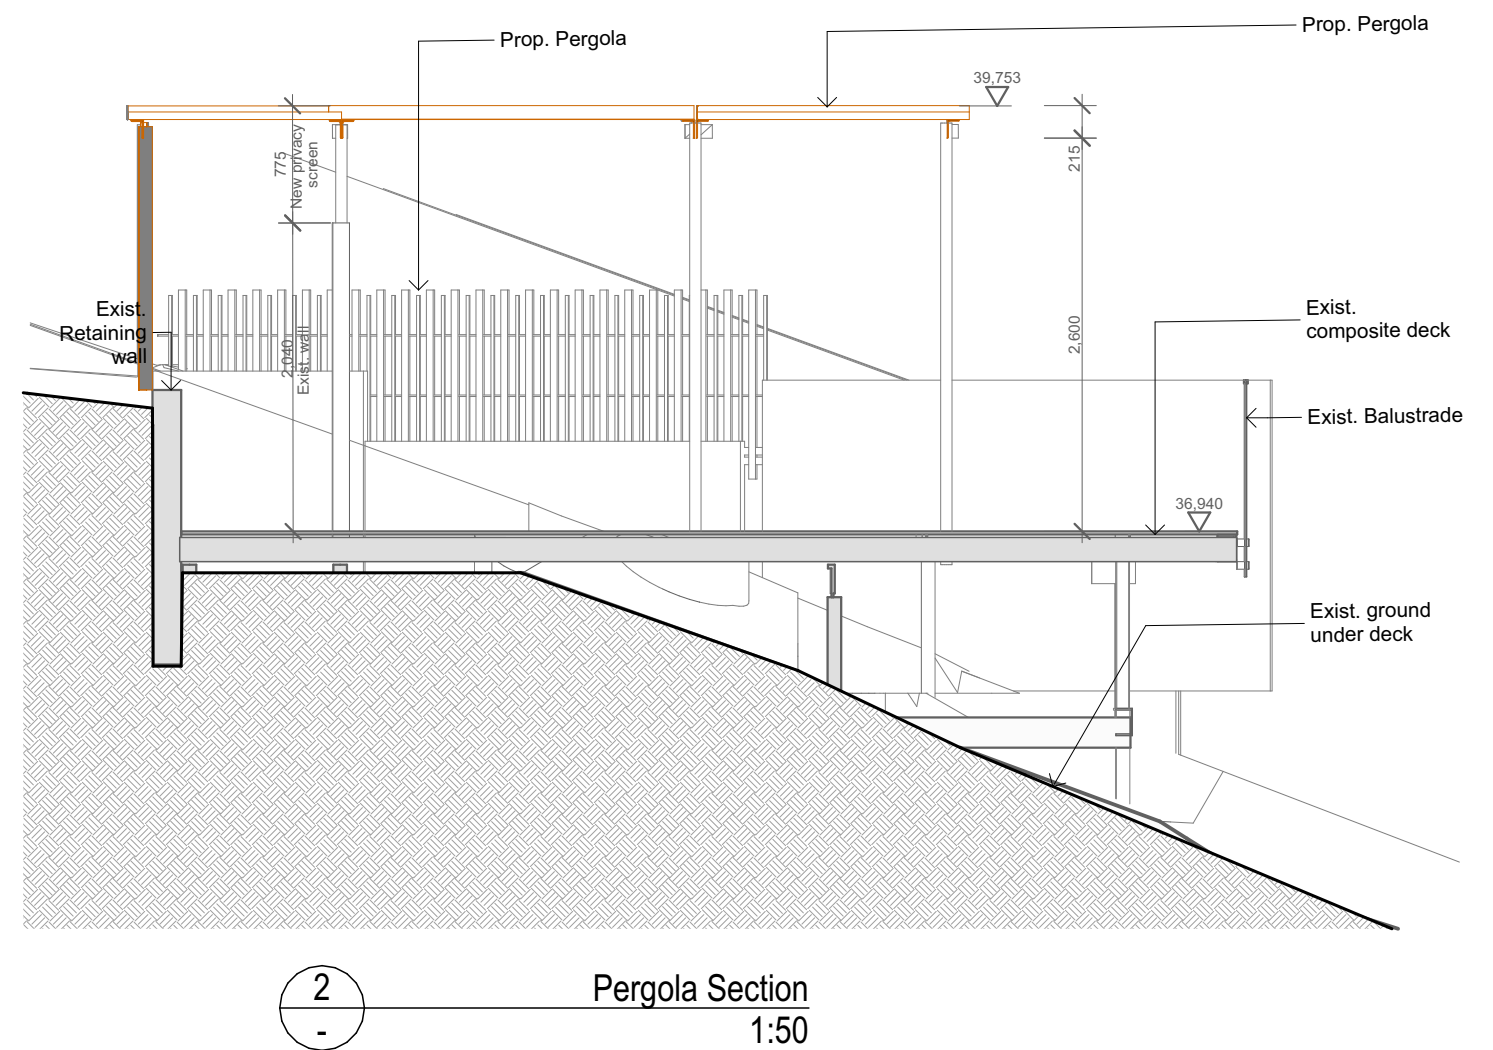 Prop. Pergola
Prop. Pergola
39,753
775
New privacy
screen
215
Exist.
Retaining
wall
2,040
Exist. wall
2,600
Exist.
composite deck
Exist. Balustrade
36,940
Exist. ground
under deck
2
-
Pergola Section
1:50